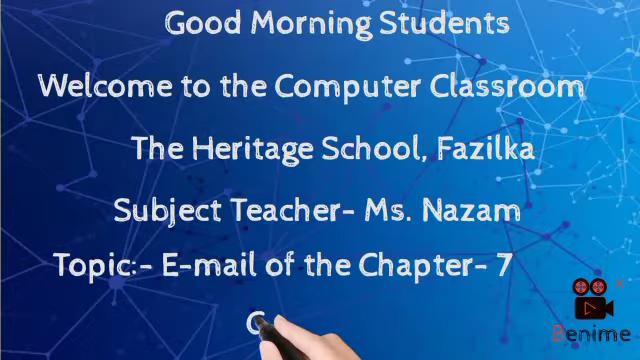 Good Morning Students
Welcome to the Computer Classroom
The Heritage School, Fazilka
Subject Teacher- Ms. Nazam
Topic:- E-mail of the Chapter- 7
Benime